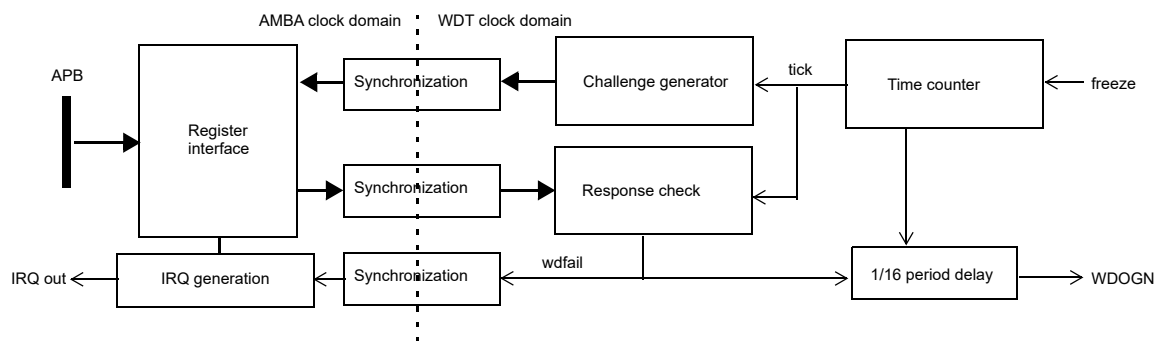 AMBA clock domain
WDT clock domain
APB
Register
interface
Synchronization
Challenge generator
tick
Time counter
freeze
Synchronization
Response check
IRQ out
IRQ generation
Synchronization
wdfail
1/16 period delay
WDOGN